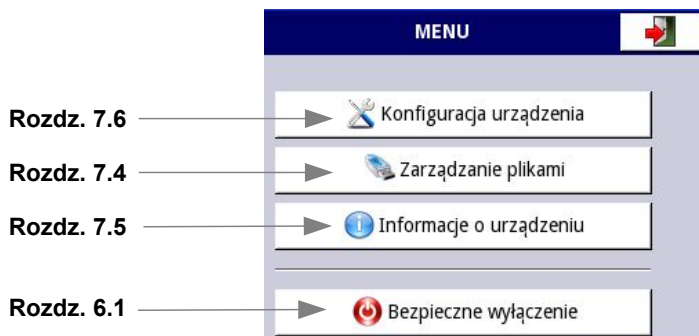 MENU
Rozdz. 7.6 Konfiguracja urządzenia
Rozdz. 7.4 Zarządzanie plikami
Rozdz. 7.5 Informacje o urządzeniu
Rozdz. 6.1 Bezpieczne wyłączenie